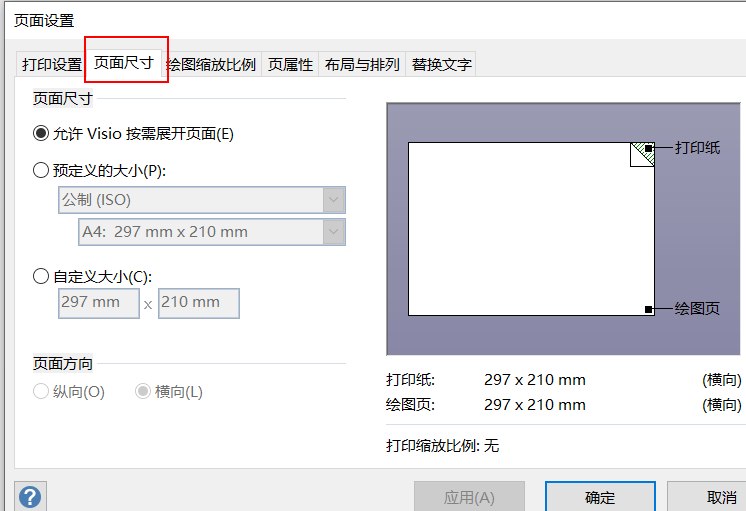 页面设置
打印设置 页面尺寸 绘图缩放比例 页属性 布局与排列 替换文字
页面尺寸
允许 Visio 按需展开页面(E)
预定义的大小(P):
公制 (ISO)
A4: 297 mm x 210 mm
自定义大小(C):
297 mm x 210 mm
页面方向
纵向(O) 横向(L)
打印纸
绘图页
打印纸: 297 x 210 mm (横向)
绘图页: 297 x 210 mm (横向)
打印缩放比例: 无
? 应用(A) 确定 取消